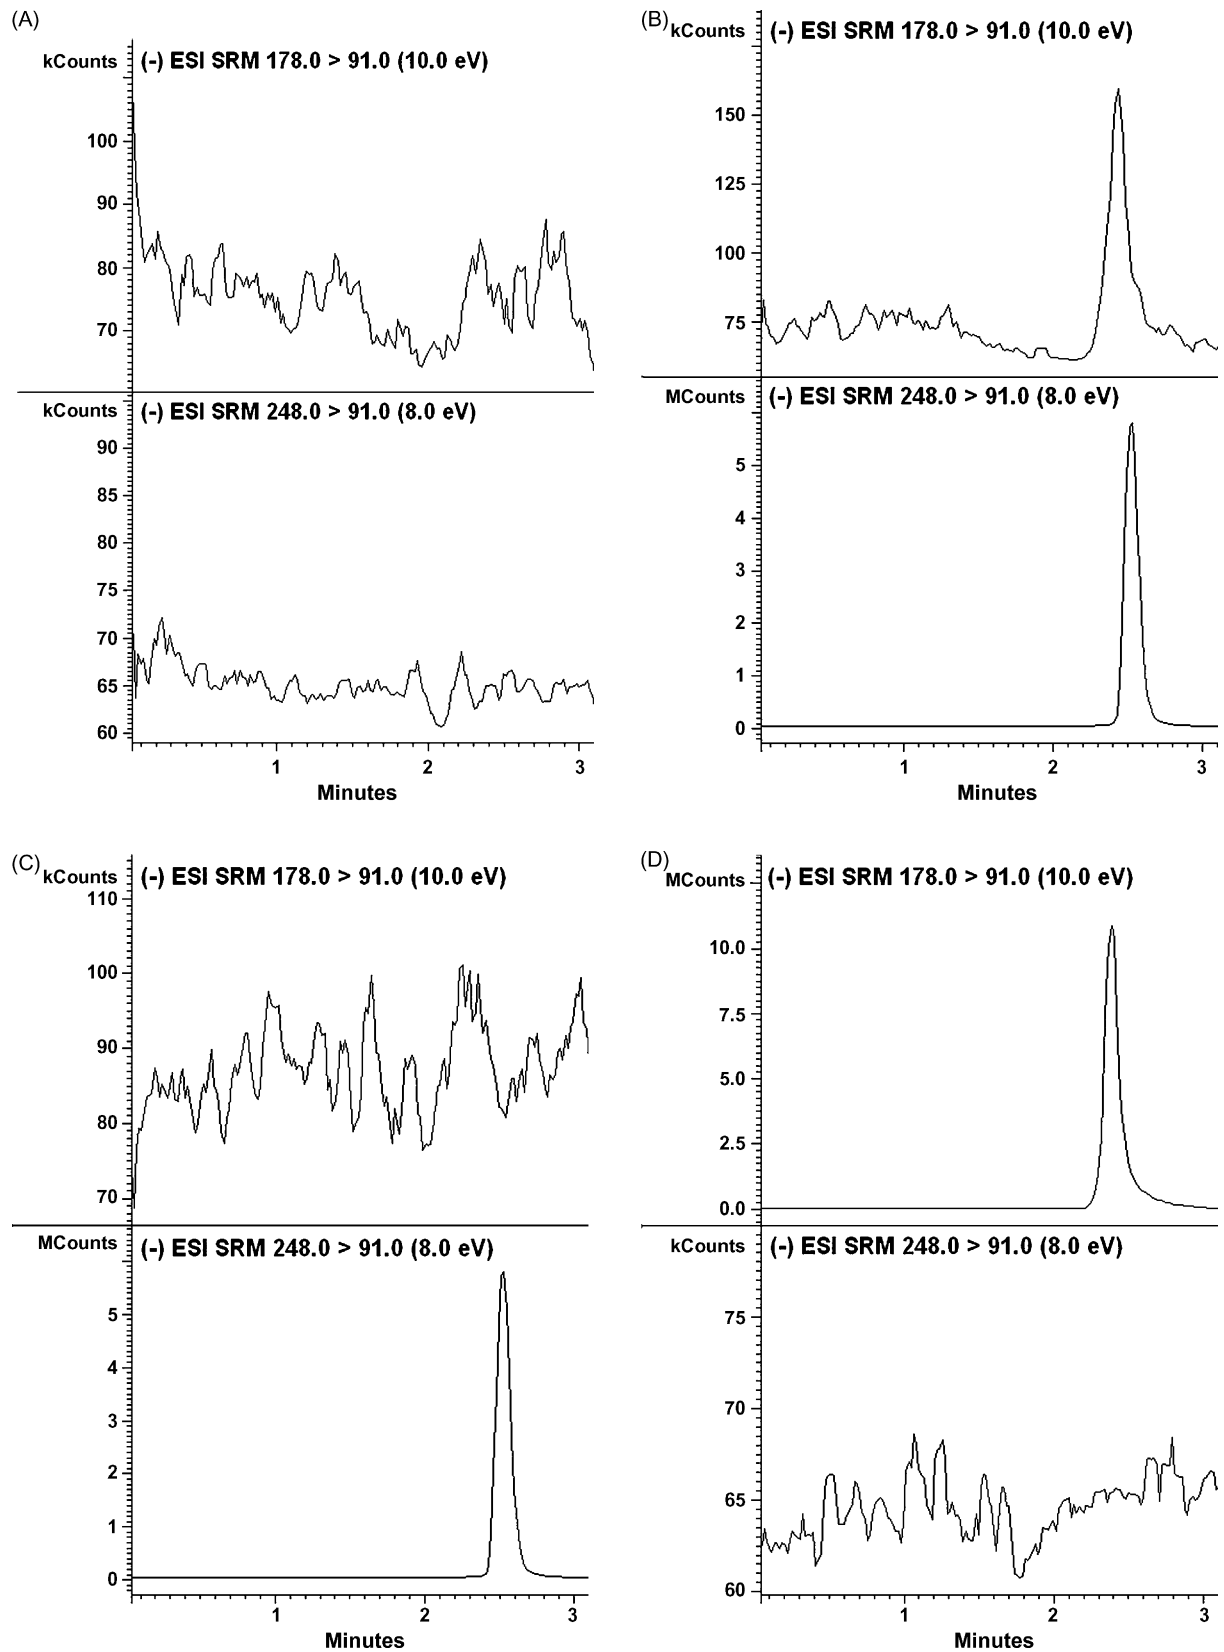 (A)
kCounts (-) ESI SRM 178.0 > 91.0 (10.0 eV)
100
90
80
70
kCounts (-) ESI SRM 248.0 > 91.0 (8.0 eV)
90
85
80
75
70
65
60
1 2 3
Minutes
(B)
kCounts (-) ESI SRM 178.0 > 91.0 (10.0 eV)
150
125
100
75
MCounts (-) ESI SRM 248.0 > 91.0 (8.0 eV)
5
4
3
2
1
0
1 2 3
Minutes
(C)
kCounts (-) ESI SRM 178.0 > 91.0 (10.0 eV)
110
100
90
80
70
MCounts (-) ESI SRM 248.0 > 91.0 (8.0 eV)
5
4
3
2
1
0
1 2 3
Minutes
(D)
MCounts (-) ESI SRM 178.0 > 91.0 (10.0 eV)
10.0
7.5
5.0
2.5
0.0
kCounts (-) ESI SRM 248.0 > 91.0 (8.0 eV)
75
70
65
60
1 2 3
Minutes